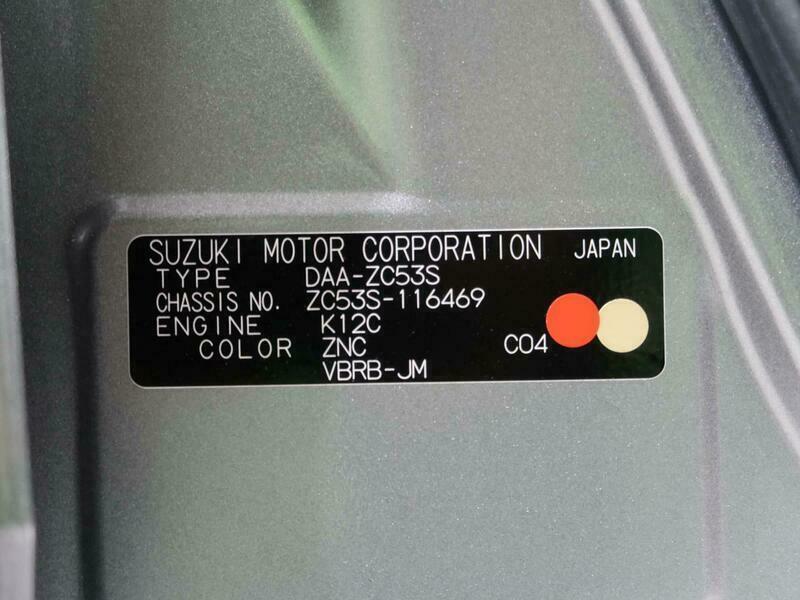 SUZUKI MOTOR CORPORATION JAPAN
TYPE DAA-ZC53S
CHASSIS NO. ZC53S-116469
ENGINE K12C
COLOR ZNC C04
VBRB-JM